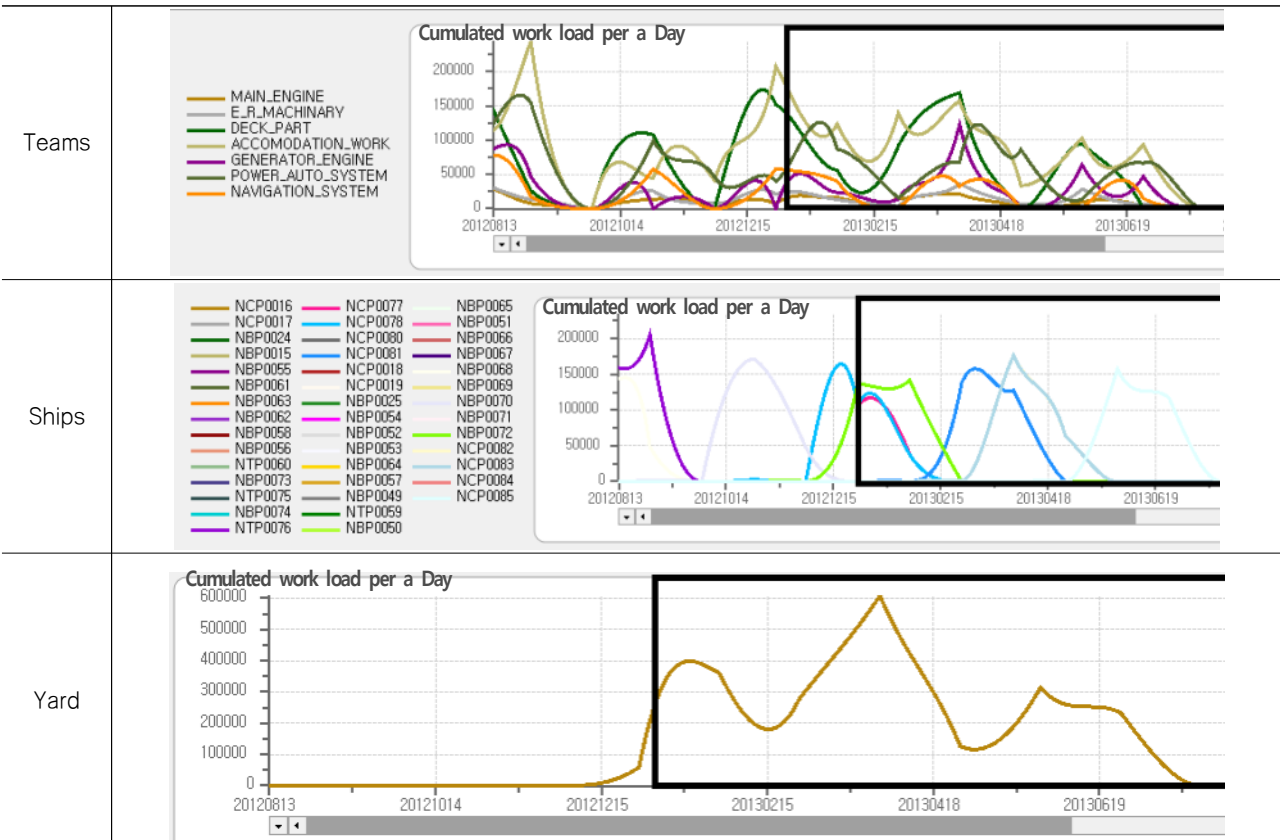 Teams
Cumulated work load per a Day
MAIN_ENGINE
E_R_MACHINARY
DECK_PART
ACCOMODATION_WORK
GENERATOR_ENGINE
POWER_AUTO_SYSTEM
NAVIGATION_SYSTEM
200000
150000
100000
50000
0
20120813 20121014 20121215 20130215 20130418 20130619
Ships
NCP0016 NCP0077 NBP0065
NCP0017 NCP0078 NBP0051
NBP0024 NCP0080 NBP0066
NBP0015 NCP0081 NBP0067
NBP0055 NCP0018 NBP0068
NBP0061 NCP0019 NBP0069
NBP0063 NBP0025 NBP0070
NBP0062 NBP0054 NBP0071
NBP0058 NBP0052 NBP0072
NBP0056 NBP0053 NCP0082
NTP0060 NBP0064 NCP0083
NBP0073 NBP0057 NCP0084
NTP0075 NBP0049 NCP0085
NBP0074 NTP0059
NTP0076 NBP0050
Cumulated work load per a Day
200000
150000
100000
50000
0
20120813 20121014 20121215 20130215 20130418 20130619
Yard
Cumulated work load per a Day
600000
500000
400000
300000
200000
100000
0
20120813 20121014 20121215 20130215 20130418 20130619